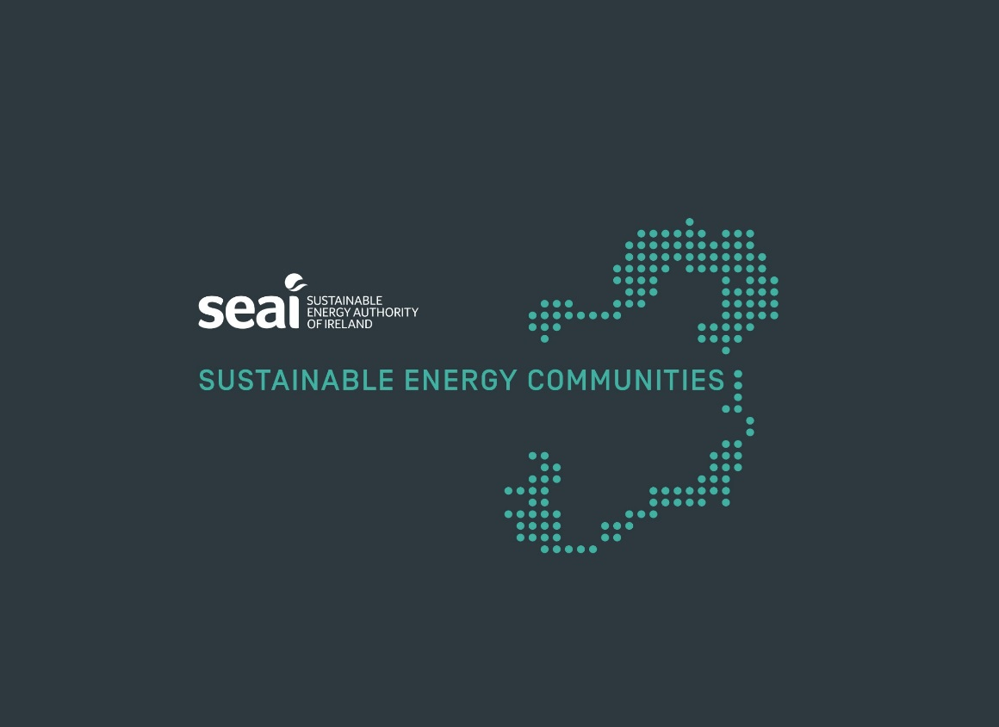 seai
SUSTAINABLE
ENERGY AUTHORITY
OF IRELAND
SUSTAINABLE ENERGY COMMUNITIES